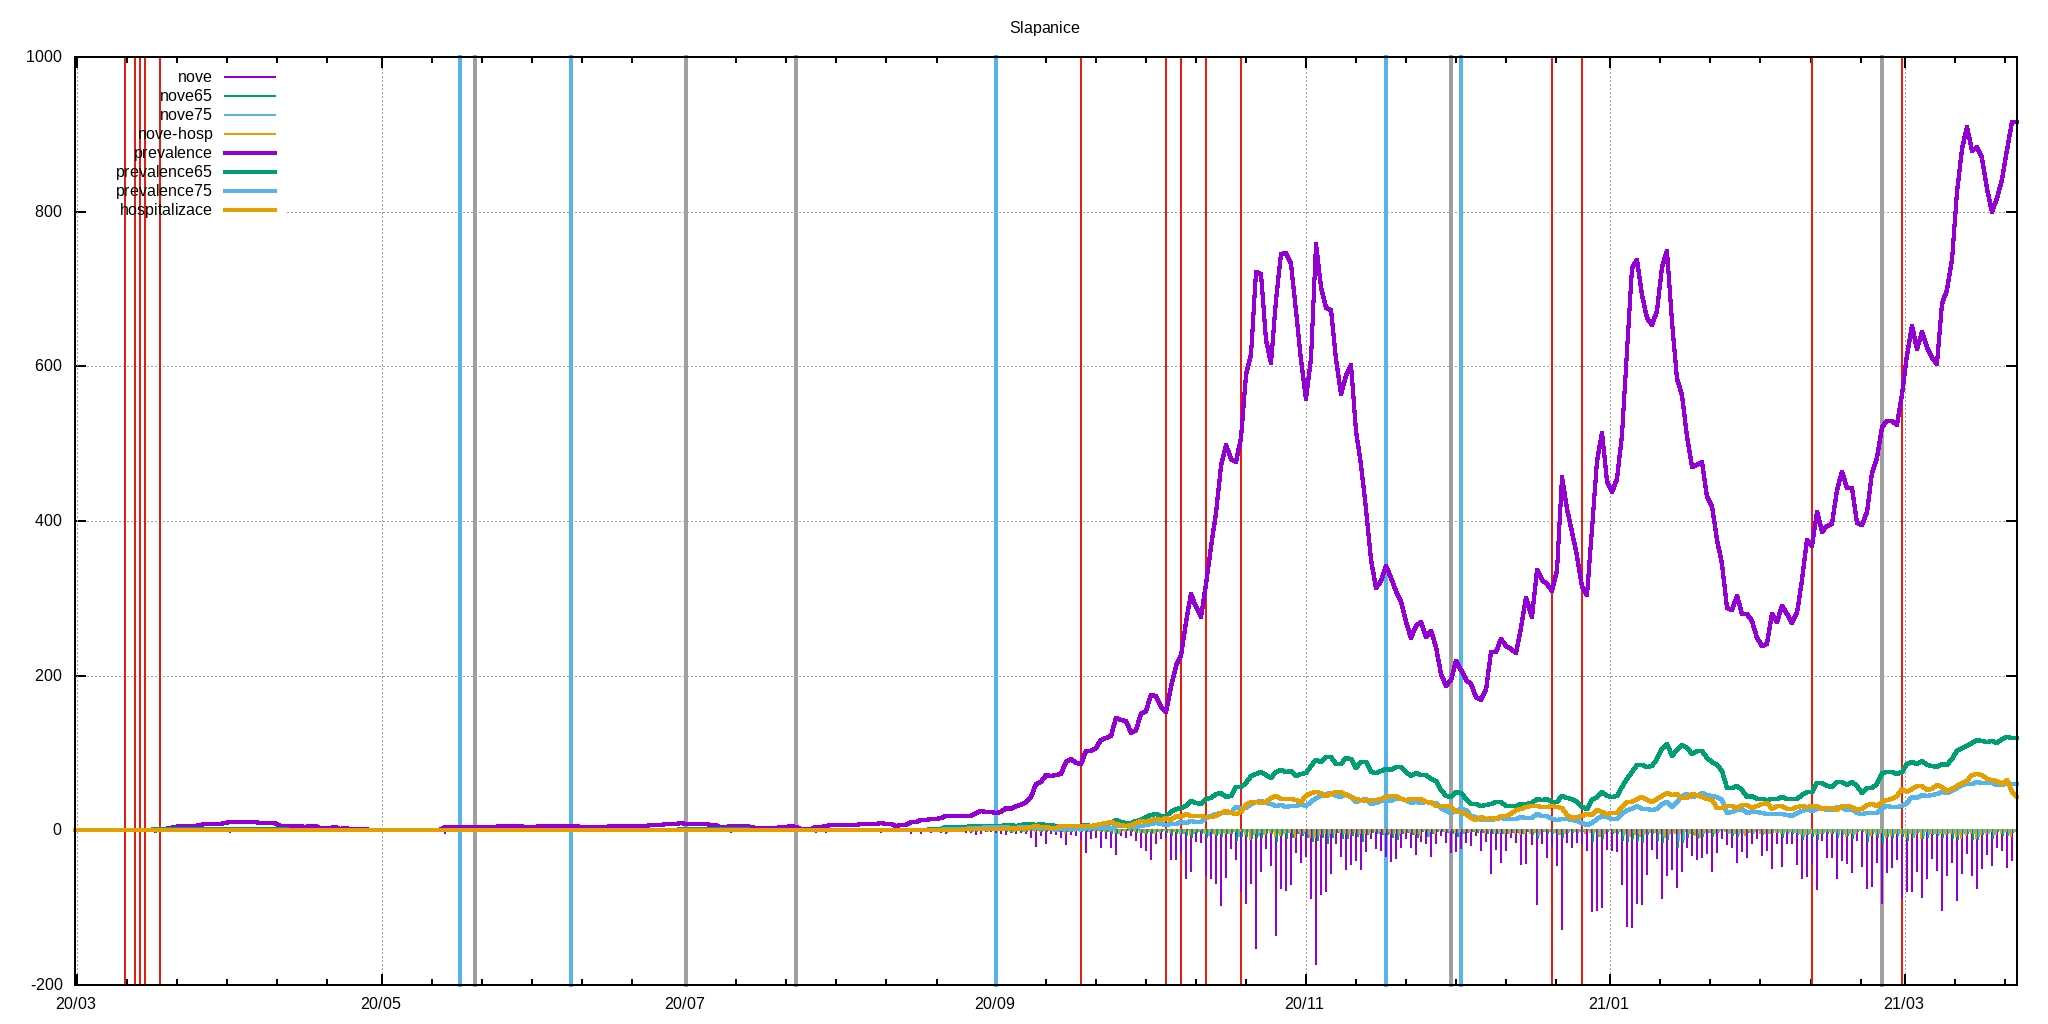 Slapanice
1000
800
600
400
200
0
-200
nove
nove65
nove75
nove-hosp
prevalence
prevalence65
prevalence75
hospitalizace
20/03 20/05 20/07 20/09 20/11 21/01 21/03